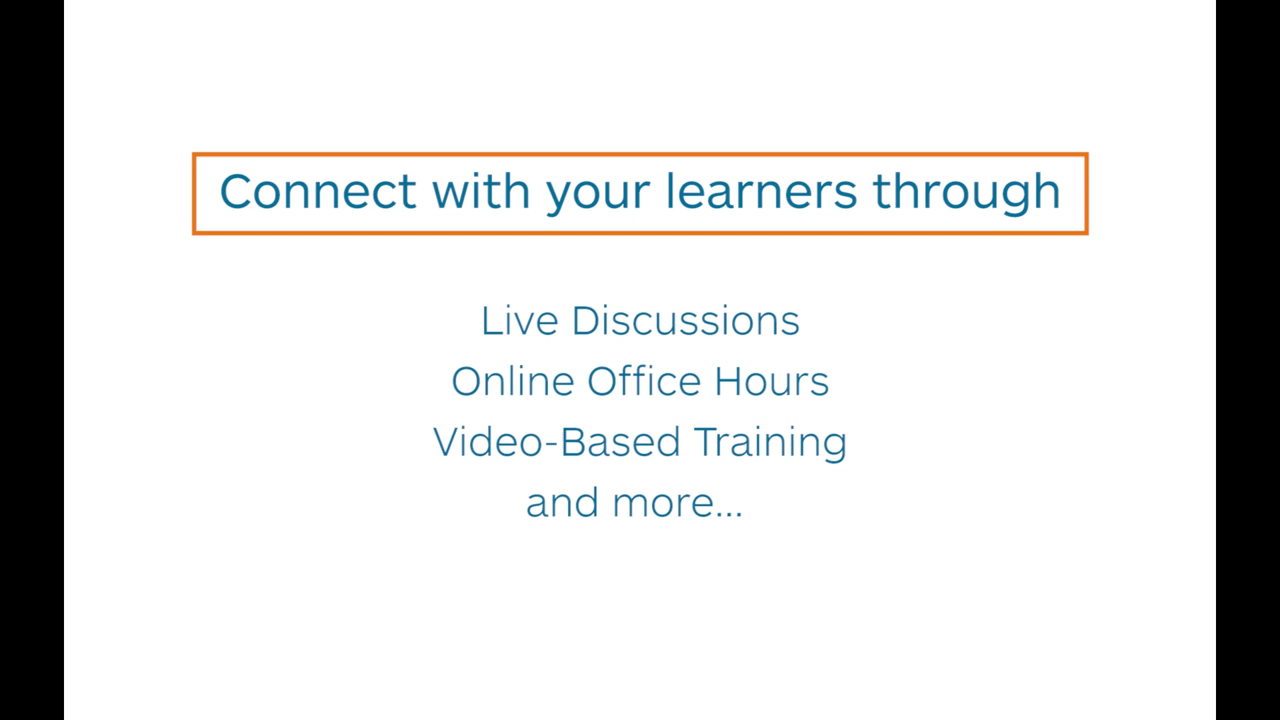 Connect with your learners through
Live Discussions
Online Office Hours
Video-Based Training
and more...